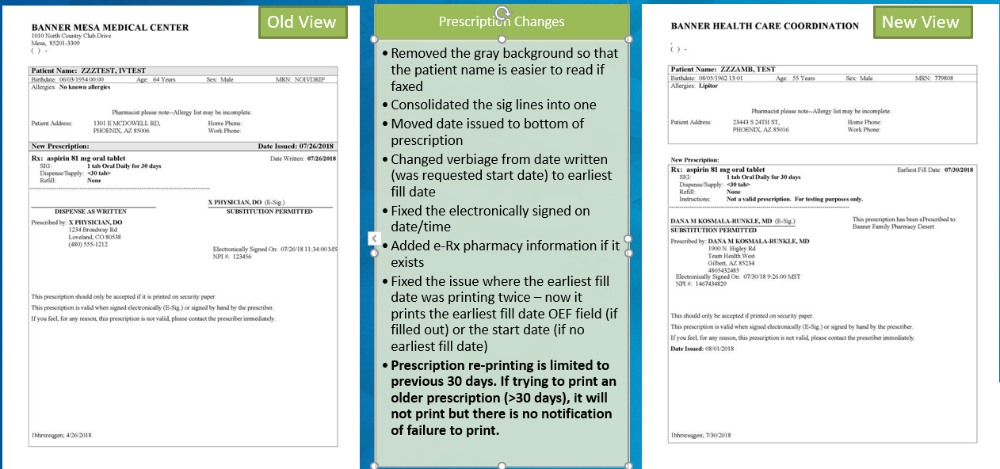 BANNER MESA MEDICAL CENTER
1010 North Country Club Drive
Mesa, 85201-3309
( ) -
Old View
Patient Name: ZZZTEST, IVTEST
Birthdate: 06/03/1954 00:00 Age: 64 Years Sex: Male MRN: NOIVDRIP
Allergies: No known allergies
Pharmacist please note--Allergy list may be incomplete.
Patient Address: 1301 E MCDOWELL RD, Home Phone:
PHOENIX, AZ 85006 Work Phone:
New Prescription: Date Issued: 07/26/2018
Rx: aspirin 81 mg oral tablet Date Written: 07/26/2018
SIG: 1 tab Oral Daily for 30 days
Dispense/Supply: <30 tab>
Refill: None
X PHYSICIAN, DO (E-Sig.)
DISPENSE AS WRITTEN SUBSTITUTION PERMITTED
Prescribed by: X PHYSICIAN, DO
1234 Broadway Rd
Loveland, CO 80538
(480) 555-1212
Electronically Signed On: 07/26/18 11:34:00 MS
NPI #: 123456
This prescription should only be accepted if it is printed on security paper.
This prescription is valid when signed electronically (E-Sig.) or signed by hand by the prescriber.
If you feel, for any reason, this prescription is not valid, please contact the prescriber immediately.
1bhrxreqgen; 4/26/2018
Prescription Changes
• Removed the gray background so that
the patient name is easier to read if
faxed
• Consolidated the sig lines into one
• Moved date issued to bottom of
prescription
• Changed verbiage from date written
(was requested start date) to earliest
fill date
• Fixed the electronically signed on
date/time
• Added e-Rx pharmacy information if it
exists
• Fixed the issue where the earliest fill
date was printing twice – now it
prints the earliest fill date OEF field (if
filled out) or the start date (if no
earliest fill date)
• Prescription re-printing is limited to
previous 30 days. If trying to print an
older prescription (>30 days), it will
not print but there is no notification
of failure to print.
BANNER HEALTH CARE COORDINATION
,
( ) -
New View
Patient Name: ZZZAMB, TEST
Birthdate: 08/05/1962 13:01 Age: 55 Years Sex: Male MRN: 779808
Allergies: Lipitor
Pharmacist please note--Allergy list may be incomplete.
Patient Address: 23443 S 24TH ST, Home Phone:
PHOENIX, AZ 85016 Work Phone:
New Prescription:
Rx: aspirin 81 mg oral tablet Earliest Fill Date: 07/30/2018
SIG: 1 tab Oral Daily for 30 days
Dispense/Supply: <30 tab>
Refill: None
Instructions: Not a valid prescription. For testing purposes only.
DANA M KOSMALA-RUNKLE, MD (E-Sig.) This prescription has been ePrescribed to:
SUBSTITUTION PERMITTED Banner Family Pharmacy Desert
Prescribed by: DANA M KOSMALA-RUNKLE, MD
1900 N. Higley Rd
Team Health West
Gilbert, AZ 85234
4805432485
Electronically Signed On: 07/30/18 9:26:00 MST
NPI #: 1467434829
This should only be accepted if printed on security paper.
This prescription is valid when signed electronically (E-Sig.) or signed by hand by the prescriber.
If you feel, for any reason, this prescription is not valid, please contact the prescriber immediately.
Date Issued: 08/01/2018
1bhrxreqgen; 7/30/2018